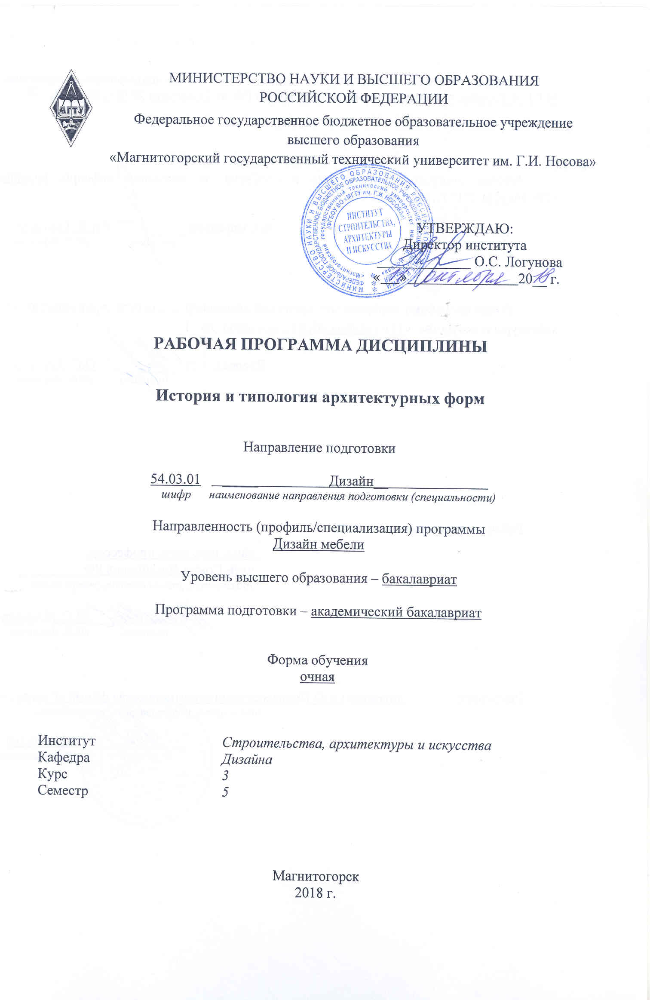 МИНИСТЕРСТВО НАУКИ И ВЫСШЕГО ОБРАЗОВАНИЯ
РОССИЙСКОЙ ФЕДЕРАЦИИ
Федеральное государственное бюджетное образовательное учреждение
высшего образования
«Магнитогорский государственный технический университет им. Г.И. Носова»
МГТУ
МИНИСТЕРСТВО НАУКИ И ВЫСШЕГО ОБРАЗОВАНИЯ РОССИЙСКОЙ ФЕДЕРАЦИИ
ФЕДЕРАЛЬНОЕ ГОСУДАРСТВЕННОЕ БЮДЖЕТНОЕ ОБРАЗОВАТЕЛЬНОЕ УЧРЕЖДЕНИЕ ВЫСШЕГО ОБРАЗОВАНИЯ
«Магнитогорский государственный технический университет им. Г.И. Носова»
(ФГБОУ ВО «МГТУ им. Г.И. НОСОВА»)
ИНСТИТУТ
СТРОИТЕЛЬСТВА,
АРХИТЕКТУРЫ
И ИСКУССТВА
УТВЕРЖДАЮ:
Директор института
О.С. Логунова
« » октября 2018 г.
РАБОЧАЯ ПРОГРАММА ДИСЦИПЛИНЫ
История и типология архитектурных форм
Направление подготовки
54.03.01 Дизайн
шифр наименование направления подготовки (специальности)
Направленность (профиль/специализация) программы
Дизайн мебели
Уровень высшего образования – бакалавриат
Программа подготовки – академический бакалавриат
Форма обучения
очная
Институт Строительства, архитектуры и искусства
Кафедра Дизайна
Курс 3
Семестр 5
Магнитогорск
2018 г.